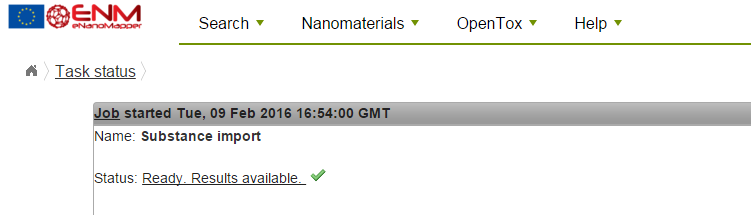 ENM
eNanoMapper
Search Nanomaterials OpenTox Help
Task status
Job started Tue, 09 Feb 2016 16:54:00 GMT
Name: Substance import
Status: Ready. Results available.